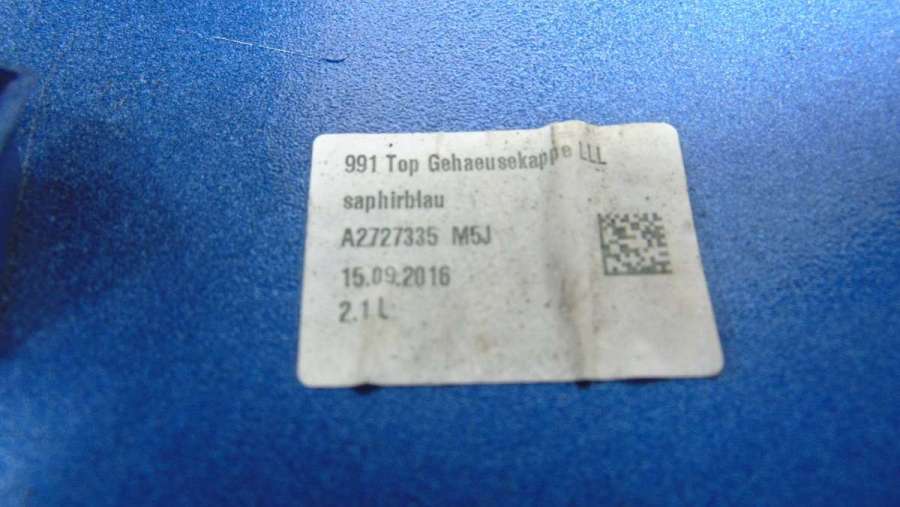 991 Top Gehaeusekappe LLL
saphirblau
A2727335 M5J
15.09.2016
2.1 L